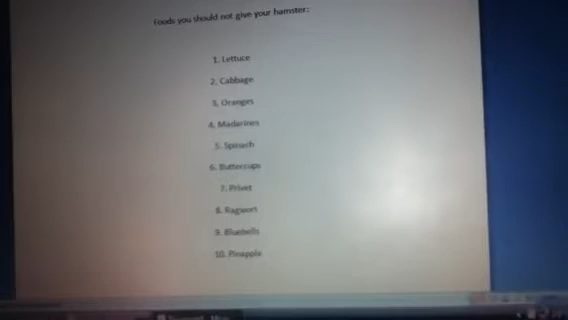 Foods you should not give your hamster:
1. Lettuce
2. Cabbage
3. Oranges
4. Madarines
5. Spinach
6. Buttercups
7. Privet
8. Ragwort
9. Bluebells
10. Pinapple